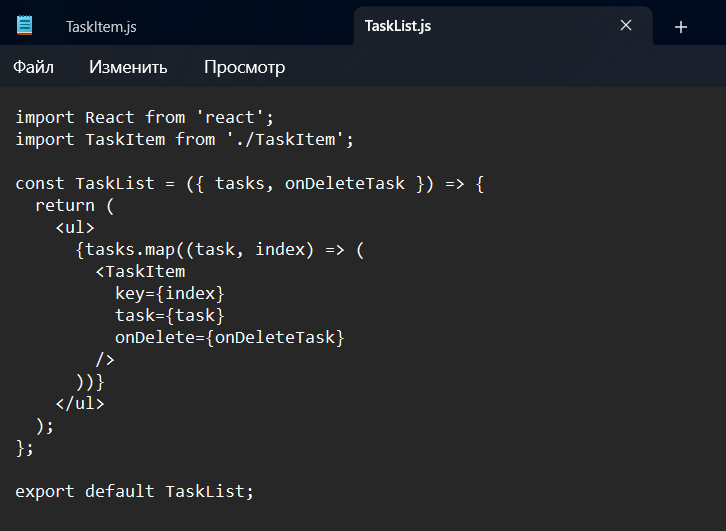 TaskItem.js
TaskList.js
Файл Изменить Просмотр
import React from 'react';
import TaskItem from './TaskItem';
const TaskList = ({ tasks, onDeleteTask }) => {
  return (
    <ul>
      {tasks.map((task, index) => (
        <TaskItem
          key={index}
          task={task}
          onDelete={onDeleteTask}
        />
      ))}
    </ul>
  );
};
export default TaskList;